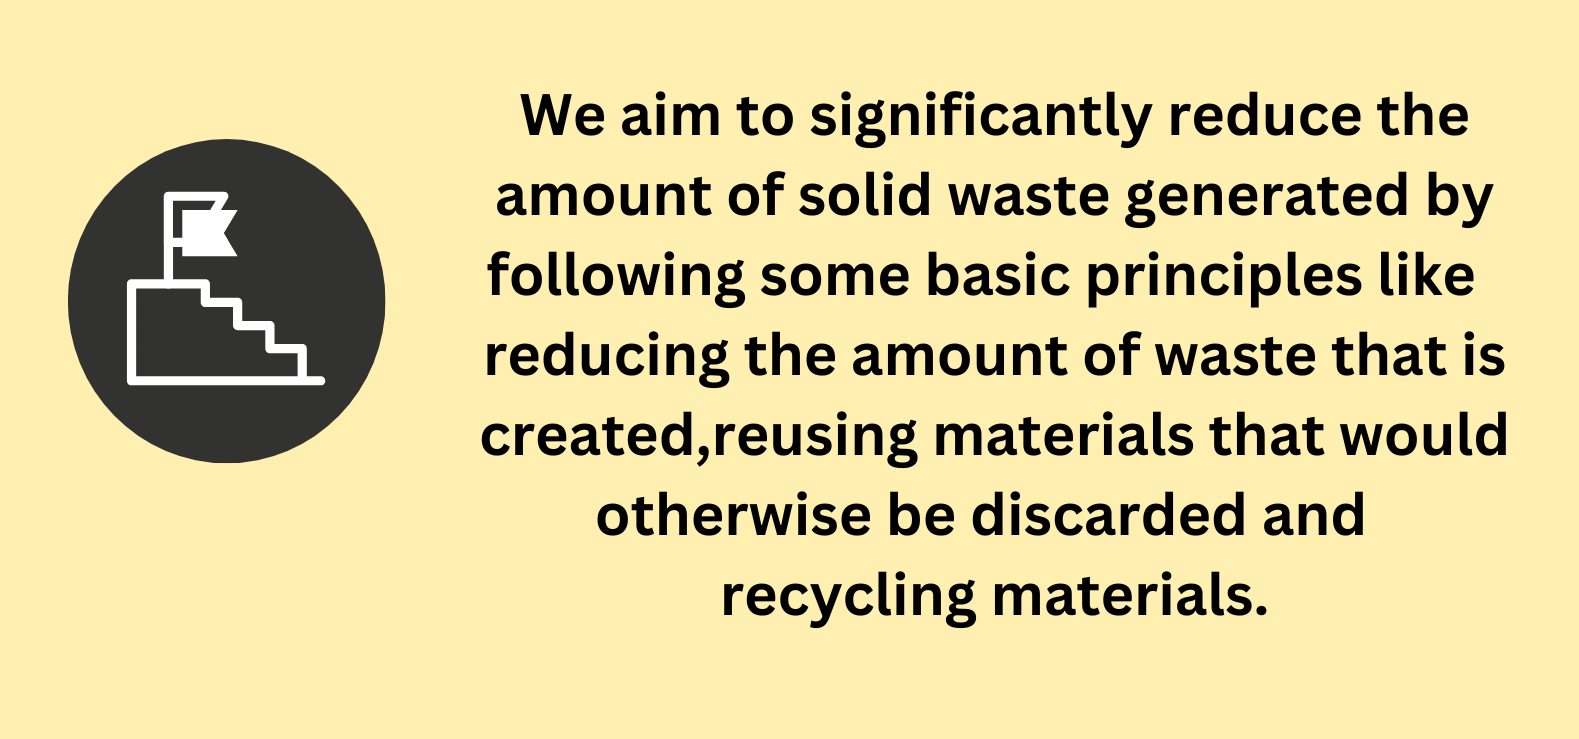 We aim to significantly reduce the
amount of solid waste generated by
following some basic principles like
reducing the amount of waste that is
created,reusing materials that would
otherwise be discarded and
recycling materials.